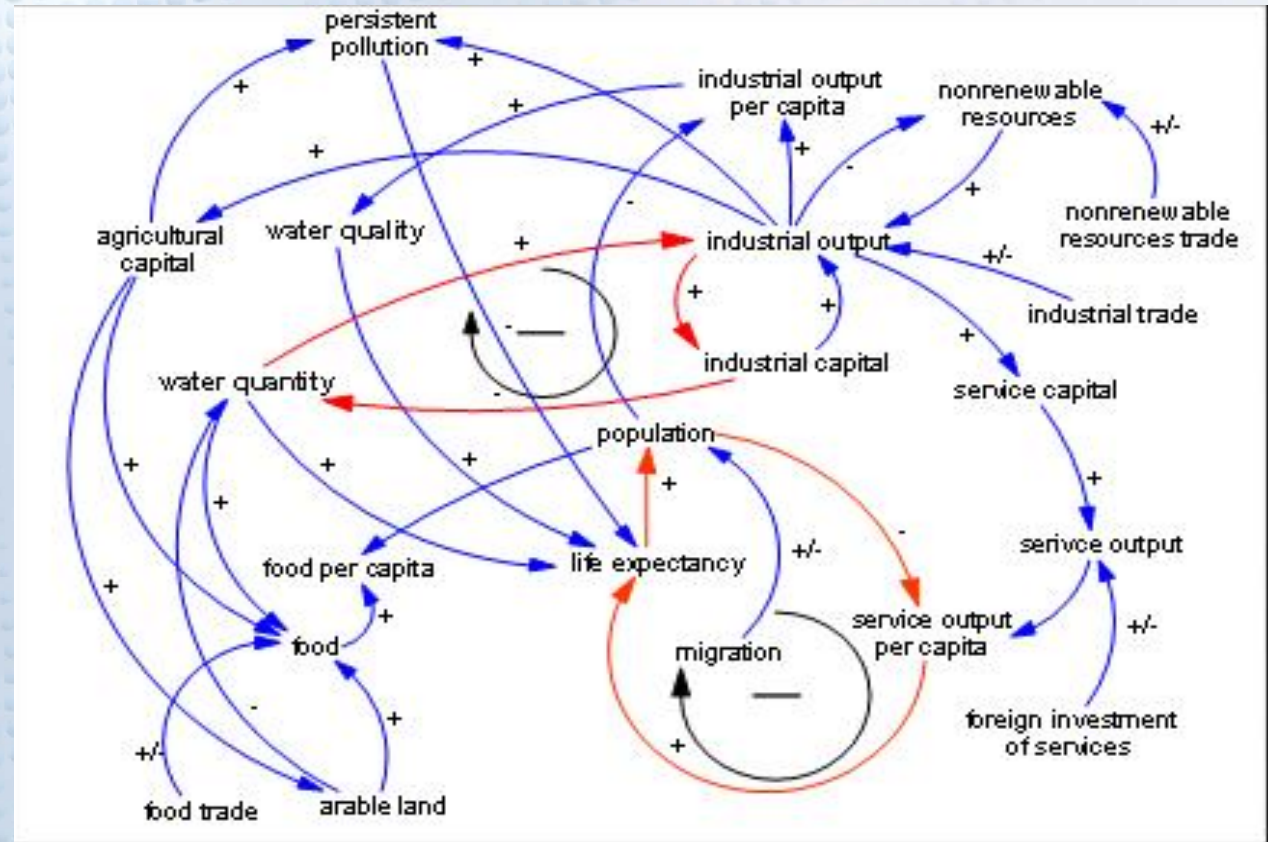 persistent
pollution
+
+
industrial output
per capita
nonrenewable
resources
+
+/-
+
+
-
+
-
nonrenewable
resources trade
agricultural
capital
water quality
+
industrial output
+/-
+
industrial trade
+
-
+
industrial capital
water quantity
service capital
-
population
+
+
+
+
+
-
+/-
serivce output
food per capita
life expectancy
+
+
service output
per capita
+/-
food
migration
-
+
+
foreign investment
of services
+/-
food trade
arable land